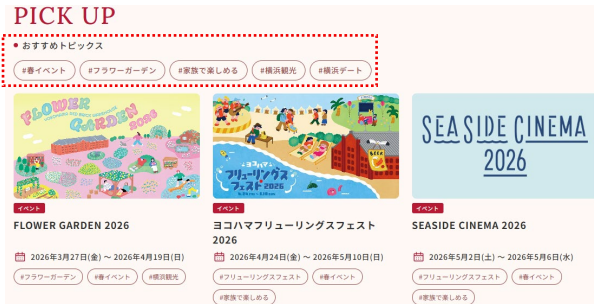 PICK UP
おすすめトピックス
#春イベント #フラワーガーデン #家族で楽しめる #横浜観光 #横浜デート
FLOWER
GARDEN 2026
ヨコハマ
フリューリングス
フェスト 2026
BEER
SEASIDE CINEMA
2026
イベント
FLOWER GARDEN 2026
2026年3月27日(金) ～ 2026年4月19日(日)
#フラワーガーデン #春イベント #横浜観光
イベント
ヨコハマフリューリングスフェスト
2026
2026年4月24日(金) ～ 2026年5月10日(日)
#フリューリングスフェスト #春イベント
#家族で楽しめる
イベント
SEASIDE CINEMA 2026
2026年5月2日(土) ～ 2026年5月6日(水)
#フリューリングスフェスト #春イベント
#家族で楽しめる